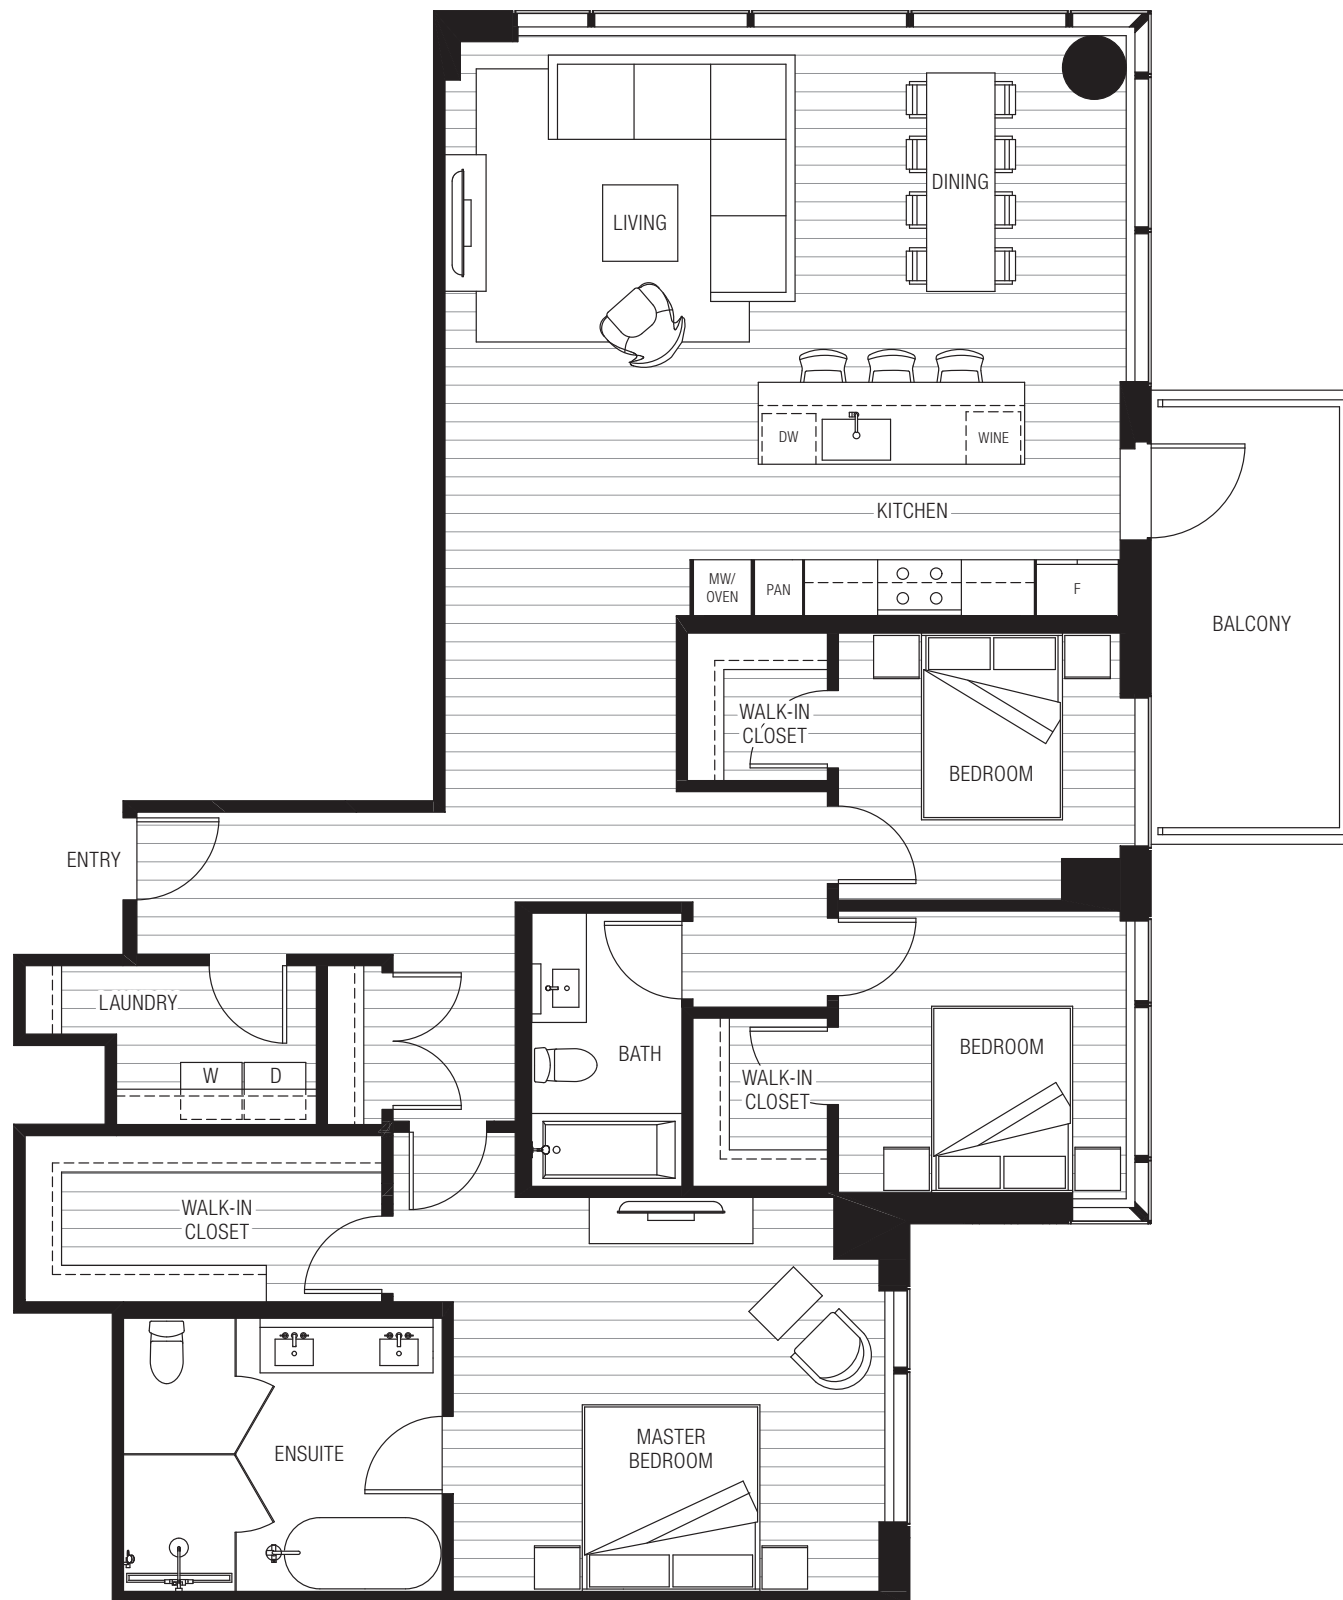 LIVING
DINING
DW
WINE
KITCHEN
MW/
OVEN
PAN
F
BALCONY
WALK-IN
CLOSET
BEDROOM
ENTRY
LAUNDRY
W
D
BATH
BEDROOM
WALK-IN
CLOSET
WALK-IN
CLOSET
ENSUITE
MASTER
BEDROOM